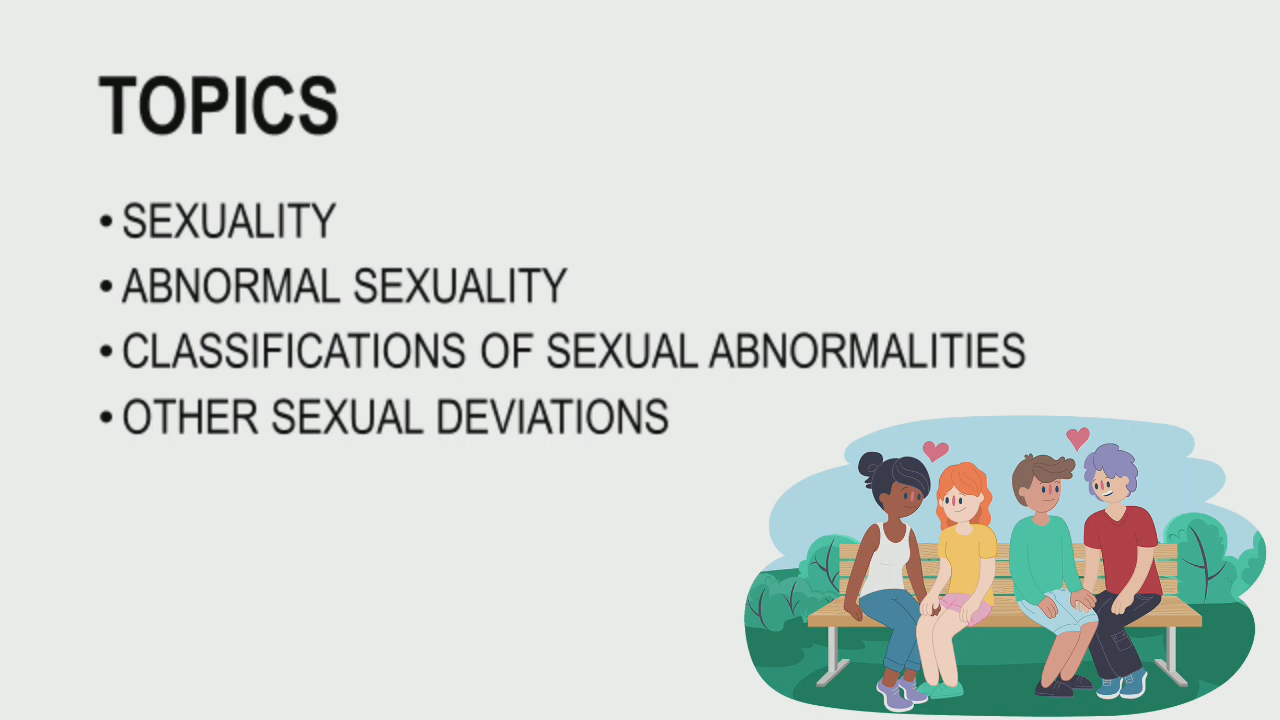 TOPICS
• SEXUALITY
• ABNORMAL SEXUALITY
• CLASSIFICATIONS OF SEXUAL ABNORMALITIES
• OTHER SEXUAL DEVIATIONS